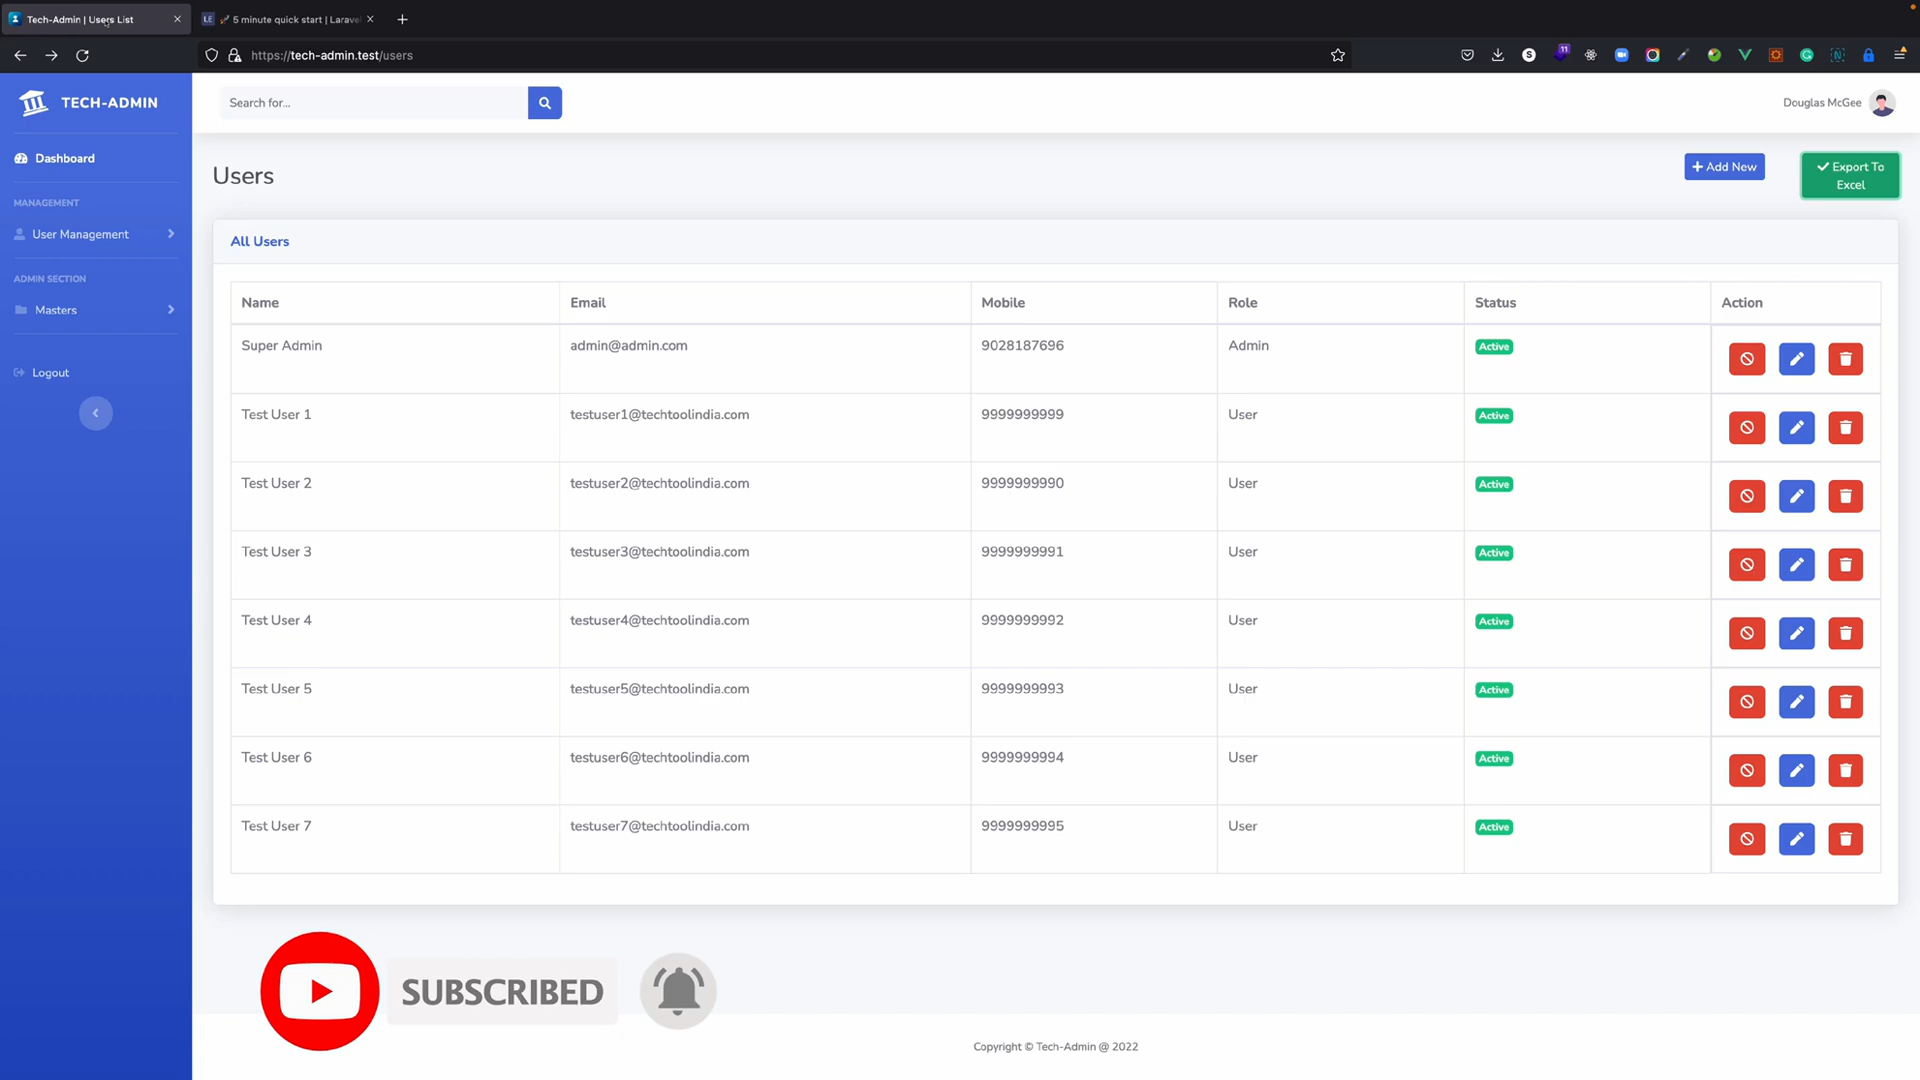 Tech-Admin | Users List
LE 5 minute quick start | Larave
https://tech-admin.test/users
11
TECH-ADMIN
Search for...
Douglas McGee
Dashboard
Users
Add New
Export To
Excel
MANAGEMENT
User Management
ADMIN SECTION
Masters
Logout
All Users
Name Email Mobile Role Status Action
Super Admin admin@admin.com 9028187696 Admin Active
Test User 1 testuser1@techtoolindia.com 9999999999 User Active
Test User 2 testuser2@techtoolindia.com 9999999990 User Active
Test User 3 testuser3@techtoolindia.com 9999999991 User Active
Test User 4 testuser4@techtoolindia.com 9999999992 User Active
Test User 5 testuser5@techtoolindia.com 9999999993 User Active
Test User 6 testuser6@techtoolindia.com 9999999994 User Active
Test User 7 testuser7@techtoolindia.com 9999999995 User Active
SUBSCRIBED
Copyright © Tech-Admin @ 2022